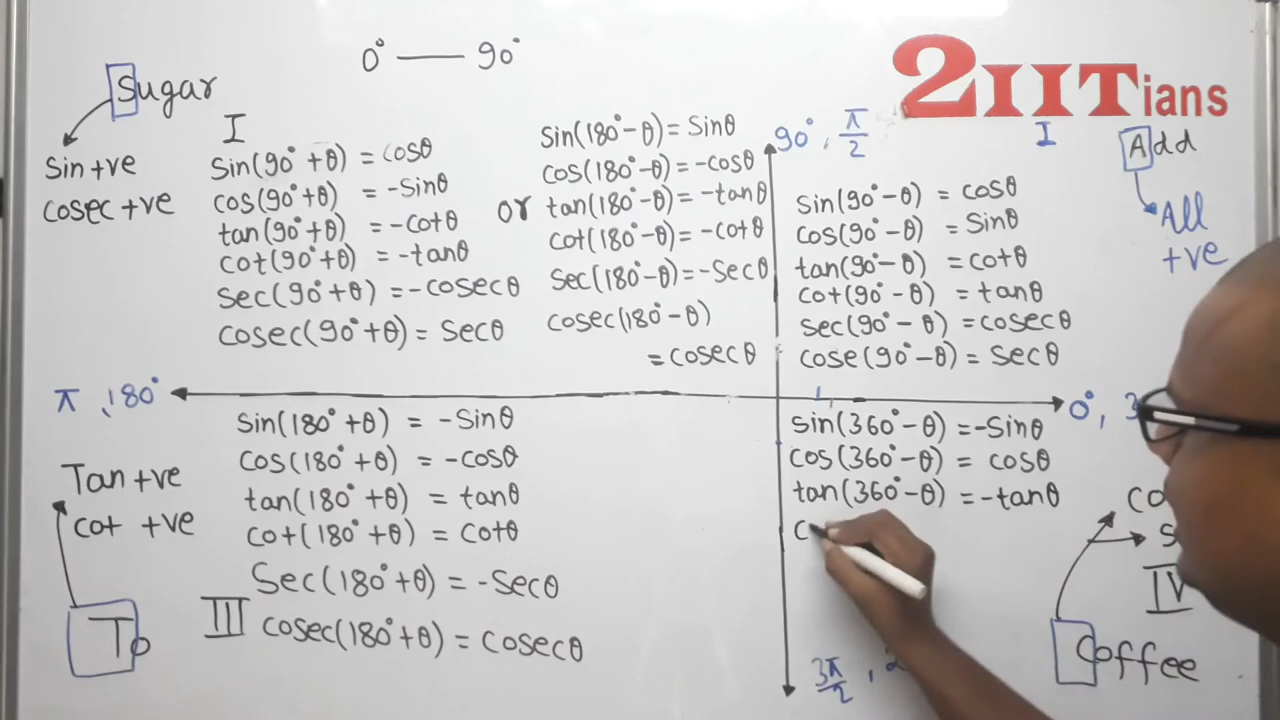 0° — 90°
2IITians
Sugar
Sin +ve
cosec +ve
I
sin(90° + θ) = cosθ
cos(90° + θ) = -Sinθ
tan(90° + θ) = -cotθ
cot(90° + θ) = -tanθ
sec(90° + θ) = -cosecθ
cosec(90° + θ) = Secθ
or
sin(180° - θ) = Sinθ
cos(180° - θ) = -cosθ
tan(180° - θ) = -tanθ
cot(180° - θ) = -cotθ
sec(180° - θ) = -Secθ
cosec(180° - θ)
= cosecθ
90°, π/2
I
Add
All
+ve
sin(90° - θ) = cosθ
cos(90° - θ) = Sinθ
tan(90° - θ) = cotθ
cot(90° - θ) = tanθ
sec(90° - θ) = cosecθ
cose(90° - θ) = secθ
π, 180°
0°, 3
sin(180° + θ) = -Sinθ
cos(180° + θ) = -cosθ
tan(180° + θ) = tanθ
cot(180° + θ) = cotθ
Sec(180° + θ) = -Secθ
cosec(180° + θ) = cosecθ
Tan +ve
cot +ve
To
III
sin(360° - θ) = -Sinθ
cos(360° - θ) = cosθ
tan(360° - θ) = -tanθ
c
IV
Coffee
3π/2, 2